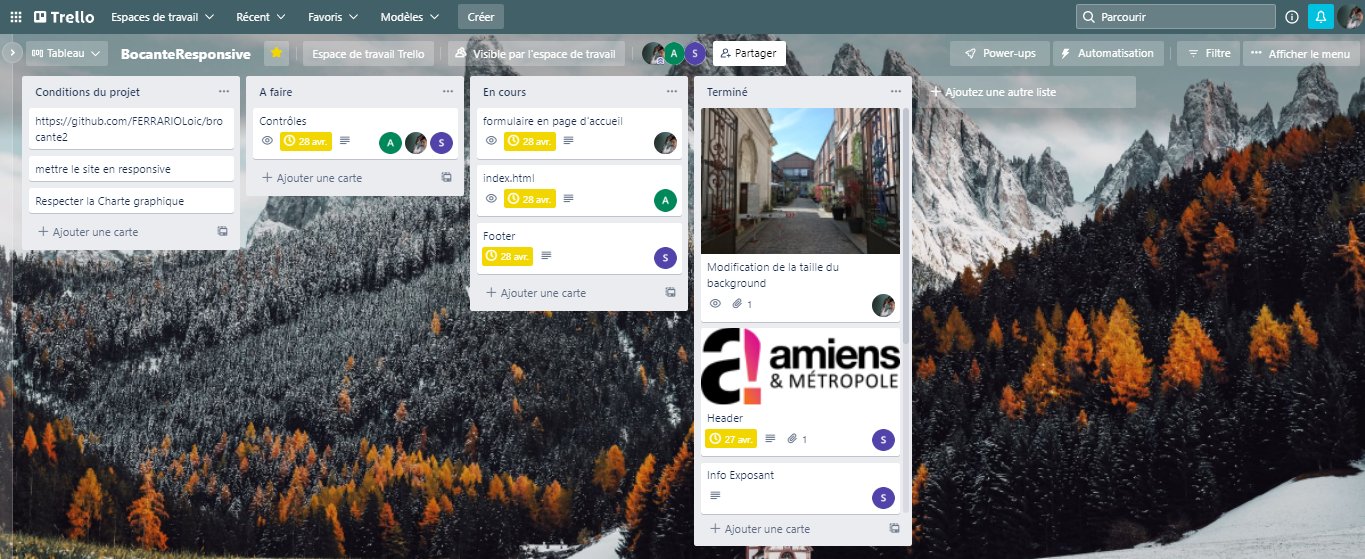 Trello
Espaces de travail
Récent
Favoris
Modèles
Créer
Parcourir
Tableau
BocanteResponsive
Espace de travail Trello
Visible par l'espace de travail
A
S
Partager
Power-ups
Automatisation
Filtre
Afficher le menu
Conditions du projet
https://github.com/FERRARIOLoic/bro
cante2
mettre le site en responsive
Respecter la Charte graphique
Ajouter une carte
A faire
Contrôles
28 avr.
A
S
Ajouter une carte
En cours
formulaire en page d'accueil
28 avr.
index.html
28 avr.
A
Footer
28 avr.
S
Ajouter une carte
Terminé
Modification de la taille du
background
1
a!
amiens
& MÉTROPOLE
Header
27 avr.
1
S
Info Exposant
S
Ajouter une carte
Ajoutez une autre liste